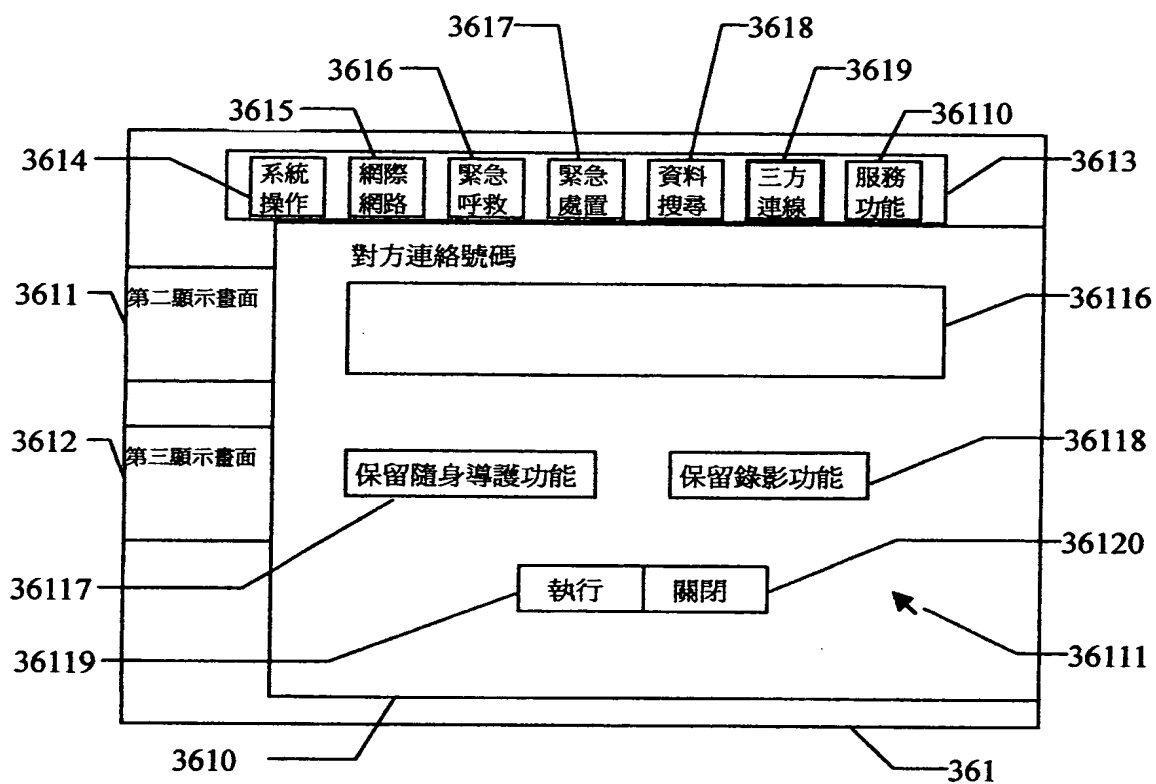 3617
3618
3616
3619
3615
36110
3614
3613
系統
操作
網際
網路
緊急
呼救
緊急
處置
資料
搜尋
三方
連線
服務
功能
對方連絡號碼
3611
第二顯示畫面
36116
3612
第三顯示畫面
36118
保留隨身導護功能
保留錄影功能
36117
36120
執行
關閉
36119
36111
3610
361